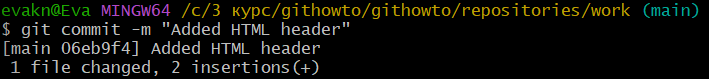 evakn@Eva MINGW64 /c/3 курс/githowto/githowto/repositories/work (main)
$ git commit -m "Added HTML header"
[main 06eb9f4] Added HTML header
 1 file changed, 2 insertions(+)